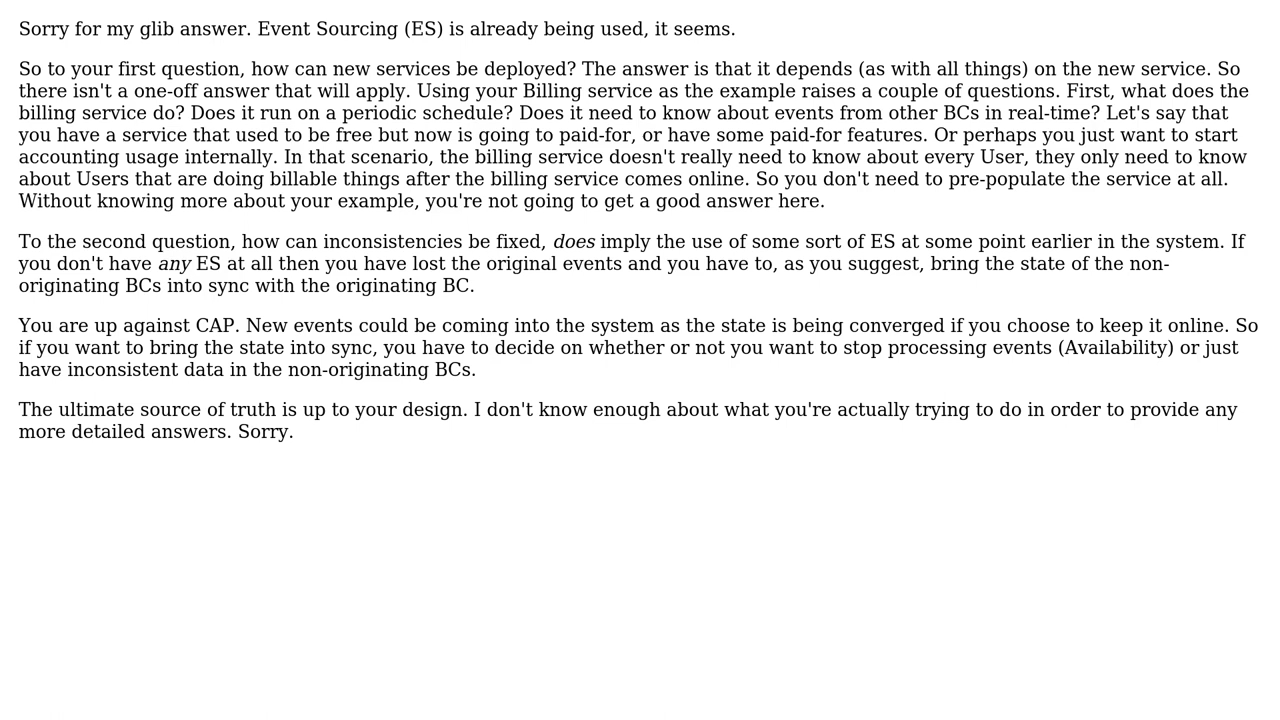 Sorry for my glib answer. Event Sourcing (ES) is already being used, it seems.
So to your first question, how can new services be deployed? The answer is that it depends (as with all things) on the new service. So
there isn't a one-off answer that will apply. Using your Billing service as the example raises a couple of questions. First, what does the
billing service do? Does it run on a periodic schedule? Does it need to know about events from other BCs in real-time? Let's say that
you have a service that used to be free but now is going to paid-for, or have some paid-for features. Or perhaps you just want to start
accounting usage internally. In that scenario, the billing service doesn't really need to know about every User, they only need to know
about Users that are doing billable things after the billing service comes online. So you don't need to pre-populate the service at all.
Without knowing more about your example, you're not going to get a good answer here.
To the second question, how can inconsistencies be fixed, does imply the use of some sort of ES at some point earlier in the system. If
you don't have any ES at all then you have lost the original events and you have to, as you suggest, bring the state of the non-
originating BCs into sync with the originating BC.
You are up against CAP. New events could be coming into the system as the state is being converged if you choose to keep it online. So
if you want to bring the state into sync, you have to decide on whether or not you want to stop processing events (Availability) or just
have inconsistent data in the non-originating BCs.
The ultimate source of truth is up to your design. I don't know enough about what you're actually trying to do in order to provide any
more detailed answers. Sorry.